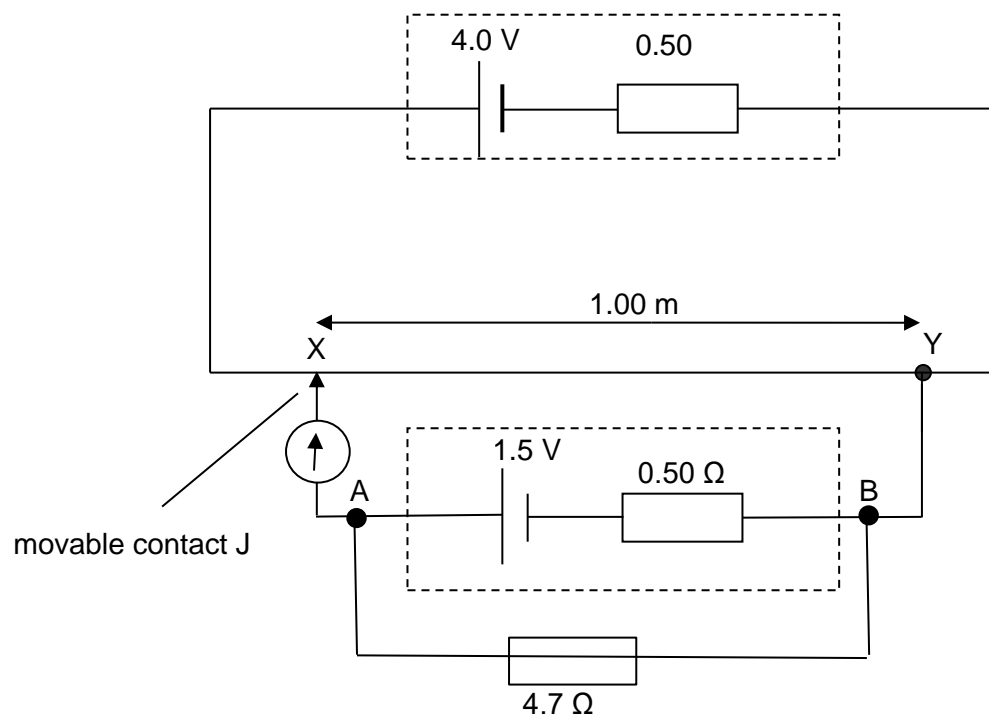 4.0 V
0.50
1.00 m
X
Y
1.5 V
0.50 Ω
A
B
movable contact J
4.7 Ω